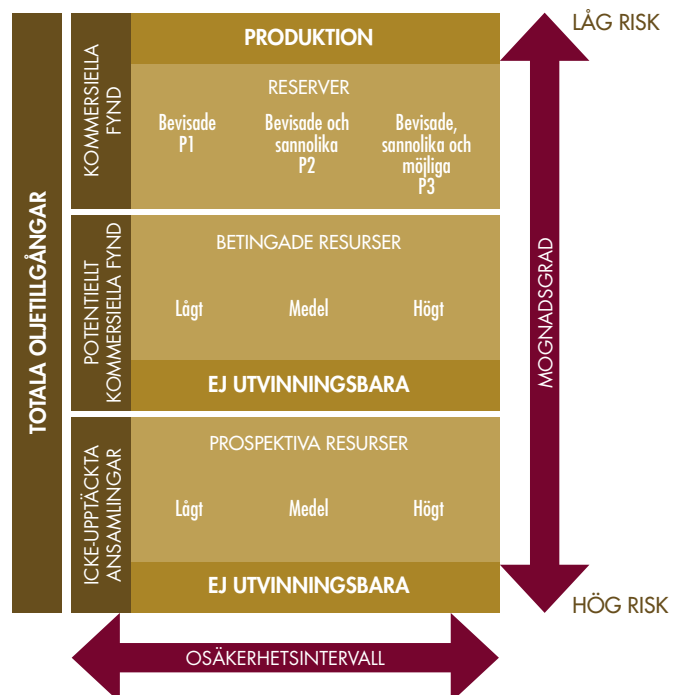 TOTALA OLJETILLGÅNGAR
KOMMERSIELLA
FYND
PRODUKTION
RESERVER
Bevisade
P1
Bevisade och
sannolika
P2
Bevisade,
sannolika och
möjliga
P3
POTENTIELLT
KOMMERSIELLA FYND
BETINGADE RESURSER
Lågt
Medel
Högt
EJ UTVINNINGSBARA
ICKE-UPPTÄCKTA
ANSAMLINGAR
PROSPEKTIVA RESURSER
Lågt
Medel
Högt
EJ UTVINNINGSBARA
LÅG RISK
MOGNADSGRAD
HÖG RISK
OSÄKERHETSINTERVALL